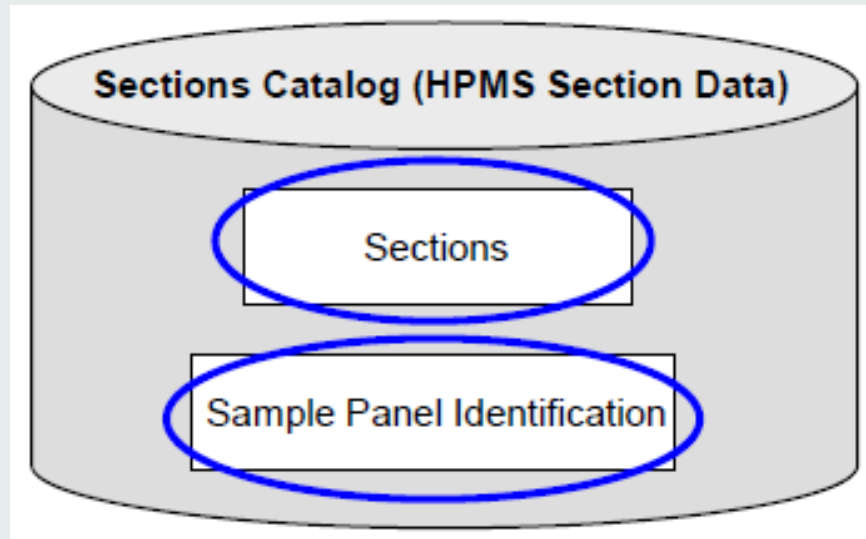 Sections Catalog (HPMS Section Data)
Sections
Sample Panel Identification